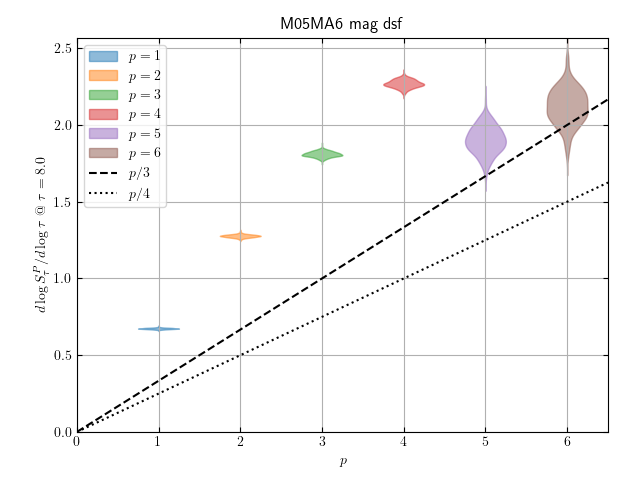 M05MA6 mag dsf
p = 1
p = 2
p = 3
p = 4
p = 5
p = 6
p/3
p/4
2.5
2.0
1.5
1.0
0.5
0.0
d log S_τ^P / d log τ @ τ = 8.0
0 1 2 3 4 5 6
p